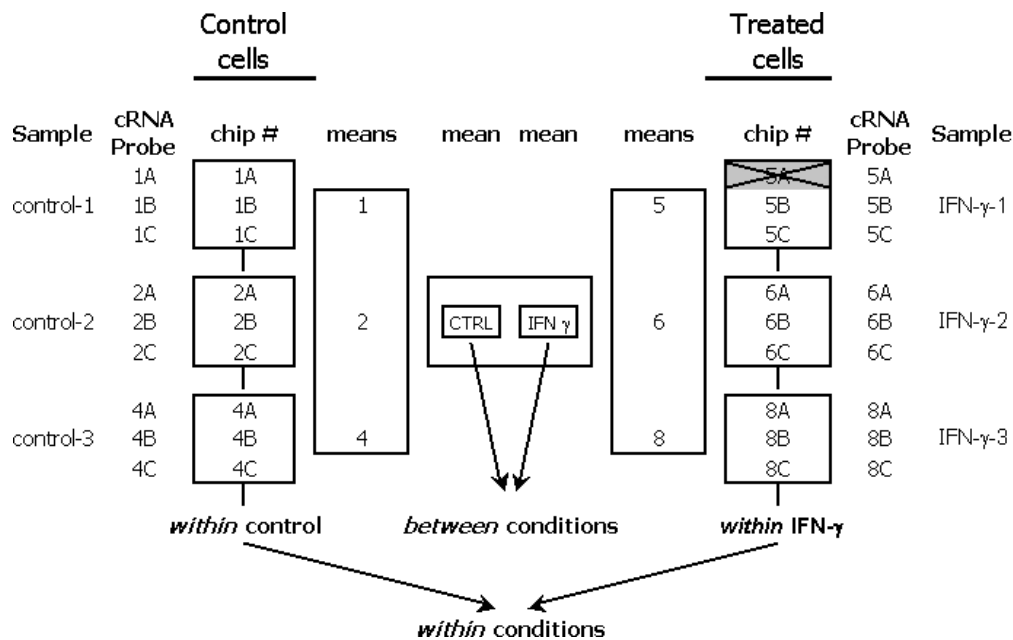 Control cells
Treated cells
Sample cRNA Probe chip # means mean mean means chip # cRNA Probe Sample
1A 1A 5A 5A
control-1 1B 1B 1 5 5B 5B IFN-γ-1
1C 1C 5C 5C
2A 2A 6A 6A
control-2 2B 2B 2 CTRL IFN γ 6 6B 6B IFN-γ-2
2C 2C 6C 6C
4A 4A 8A 8A
control-3 4B 4B 4 8 8B 8B IFN-γ-3
4C 4C 8C 8C
within control between conditions within IFN-γ
within conditions